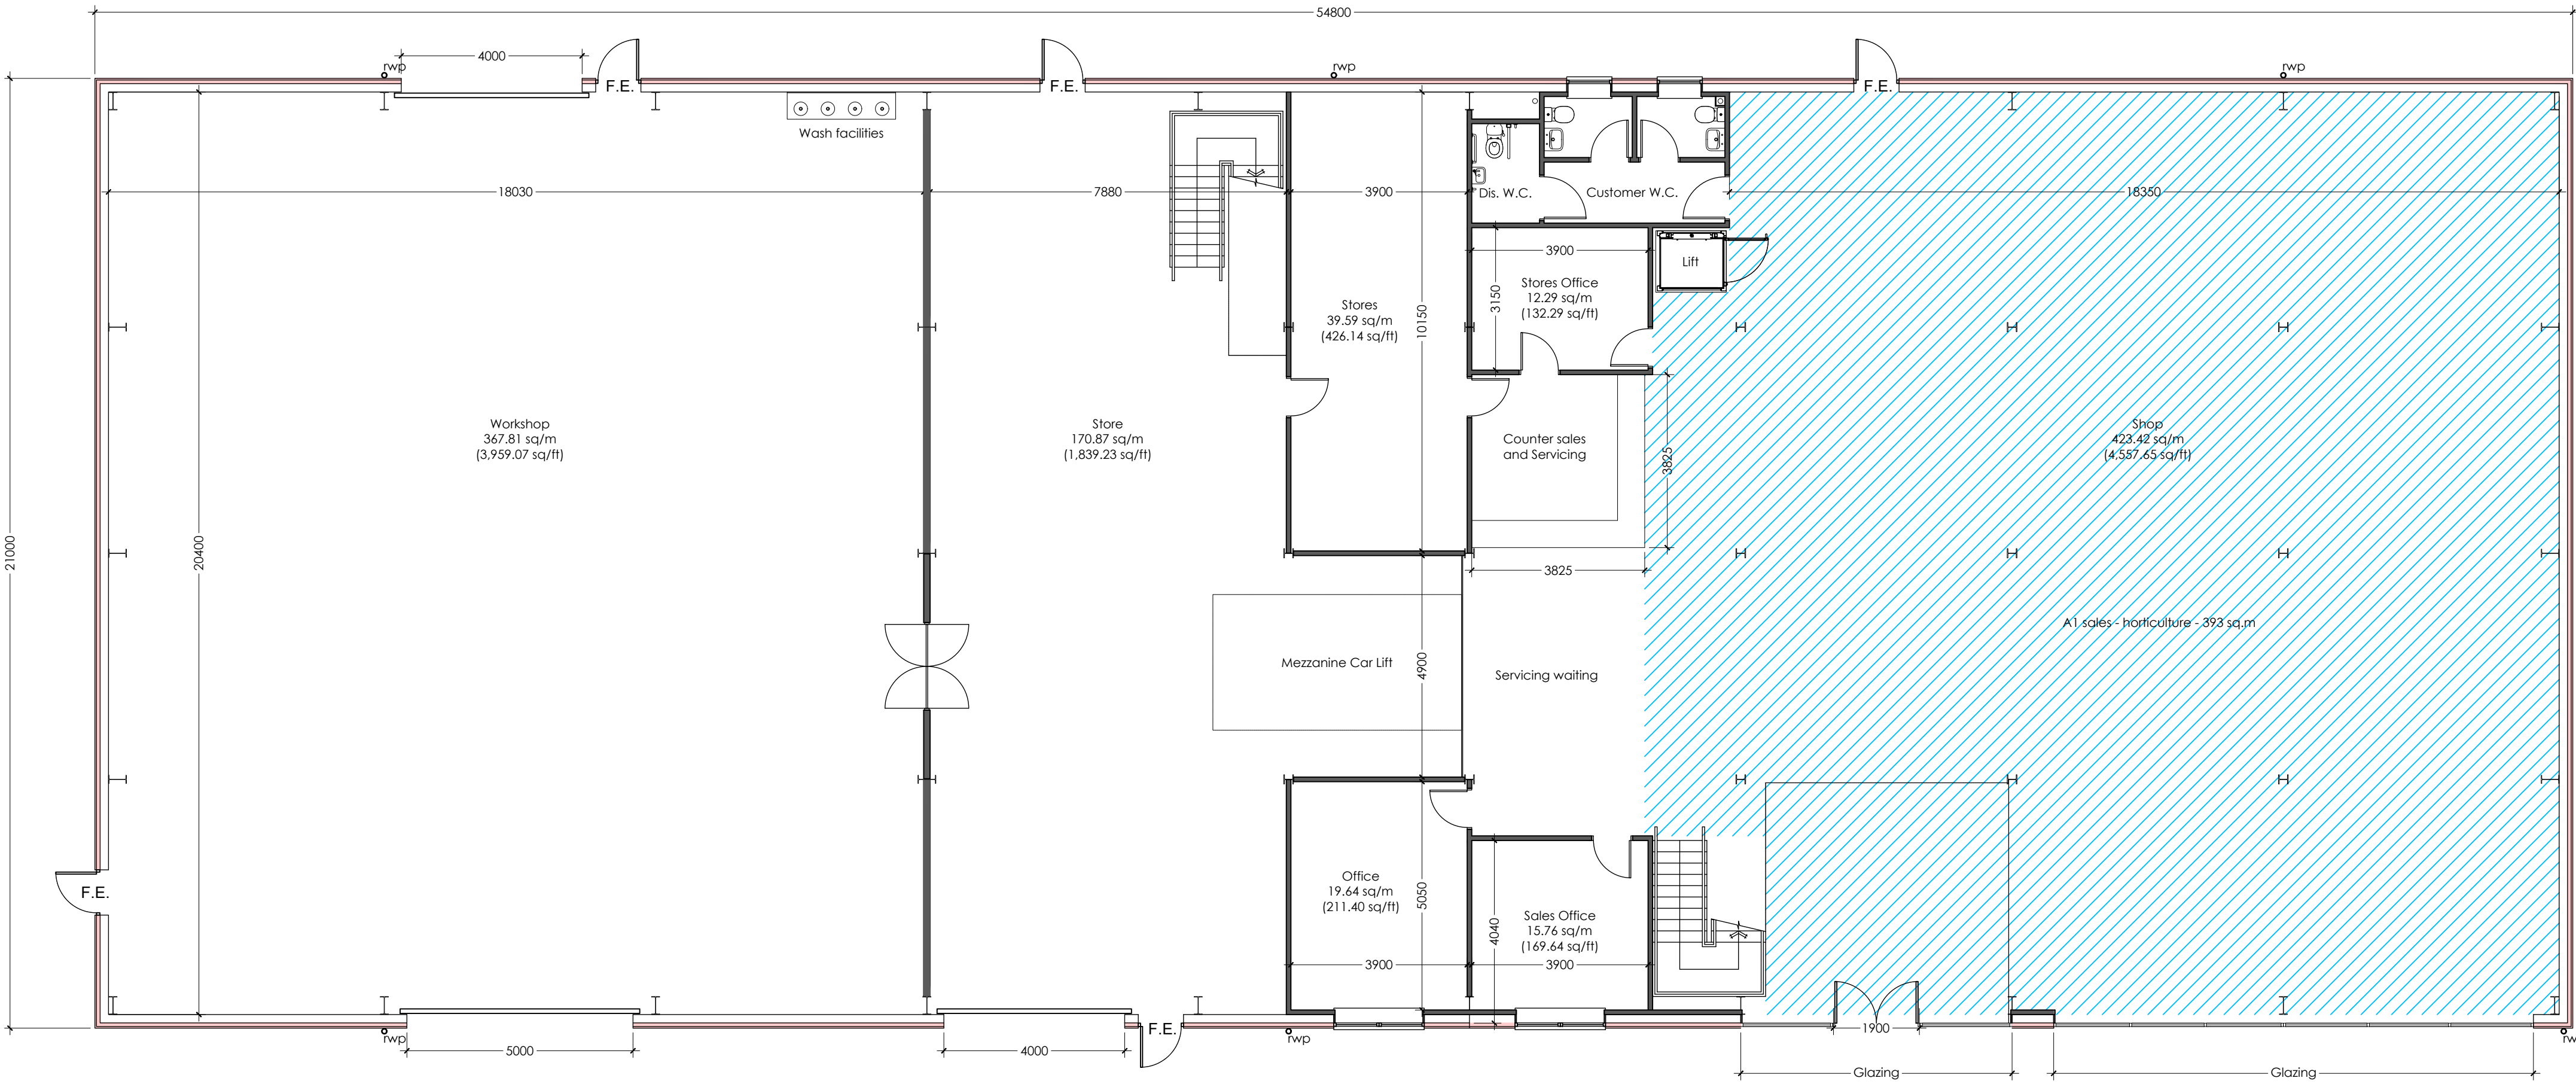 54800
4000
rwp
rwp
rwp
F.E.
F.E.
F.E.
Wash facilities
18030
7880
3900
Dis. W.C.
Customer W.C.
18350
3900
Lift
Stores Office
12.29 sq/m
(132.29 sq/ft)
3150
Stores
39.59 sq/m
(426.14 sq/ft)
10150
Workshop
367.81 sq/m
(3,959.07 sq/ft)
Store
170.87 sq/m
(1,839.23 sq/ft)
Counter sales
and Servicing
3825
Shop
423.42 sq/m
(4,557.65 sq/ft)
21000
20400
3825
A1 sales - horticulture - 393 sq.m
Mezzanine Car Lift
4900
Servicing waiting
F.E.
Office
19.64 sq/m
(211.40 sq/ft)
5050
4040
Sales Office
15.76 sq/m
(169.64 sq/ft)
3900
3900
F.E.
1900
rwp
rwp
rw
5000
4000
Glazing
Glazing